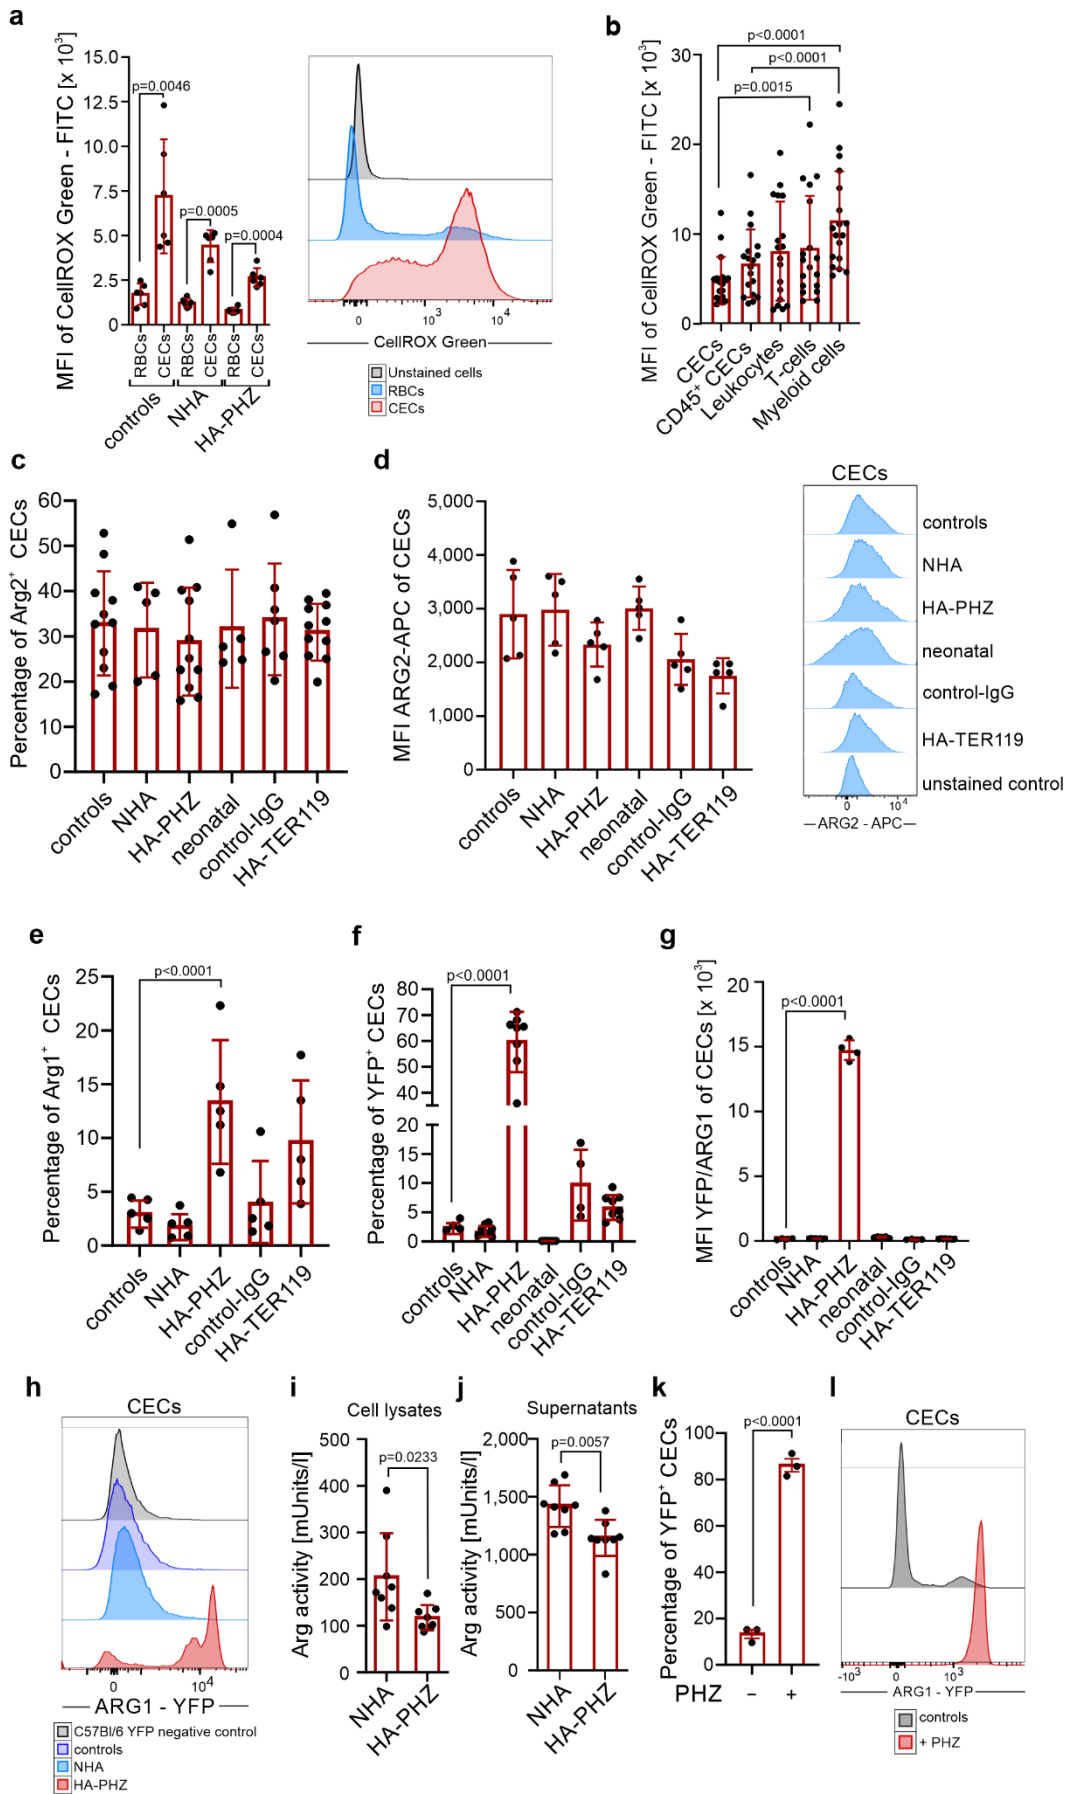 a
MFI of CellROX Green - FITC [x 10³]
15.0
12.5
10.0
7.5
5.0
2.5
0
p=0.0046
p=0.0005
p=0.0004
RBCs
CECs
RBCs
CECs
RBCs
CECs
controls
NHA
HA-PHZ
0
10³
10⁴
CellROX Green
Unstained cells
RBCs
CECs
b
MFI of CellROX Green - FITC [x 10³]
30
20
10
0
p<0.0001
p<0.0001
p=0.0015
CECs
CD45⁺ CECs
Leukocytes
T-cells
Myeloid cells
c
Percentage of Arg2⁺ CECs
60
50
40
30
20
10
0
controls
NHA
HA-PHZ
neonatal
control-IgG
HA-TER119
d
MFI ARG2-APC of CECs
5,000
4,000
3,000
2,000
1,000
0
controls
NHA
HA-PHZ
neonatal
control-IgG
HA-TER119
CECs
controls
NHA
HA-PHZ
neonatal
control-IgG
HA-TER119
unstained control
0
10⁴
ARG2 - APC
e
Percentage of Arg1⁺ CECs
25
20
15
10
5
0
p<0.0001
controls
NHA
HA-PHZ
control-IgG
HA-TER119
f
Percentage of YFP⁺ CECs
80
70
60
50
40
30
20
15
10
5
0
p<0.0001
controls
NHA
HA-PHZ
neonatal
control-IgG
HA-TER119
g
MFI YFP/ARG1 of CECs [x 10³]
20
15
10
5
0
p<0.0001
controls
NHA
HA-PHZ
neonatal
control-IgG
HA-TER119
h
CECs
0
10⁴
ARG1 - YFP
C57Bl/6 YFP negative control
controls
NHA
HA-PHZ
i
Cell lysates
Arg activity [mUnits/l]
500
400
300
200
100
0
p=0.0233
NHA
HA-PHZ
j
Supernatants
Arg activity [mUnits/l]
2,000
1,500
1,000
500
0
p=0.0057
NHA
HA-PHZ
k
Percentage of YFP⁺ CECs
100
80
60
40
20
0
p<0.0001
PHZ − +
l
CECs
-10³
0
10³
ARG1 - YFP
controls
+ PHZ